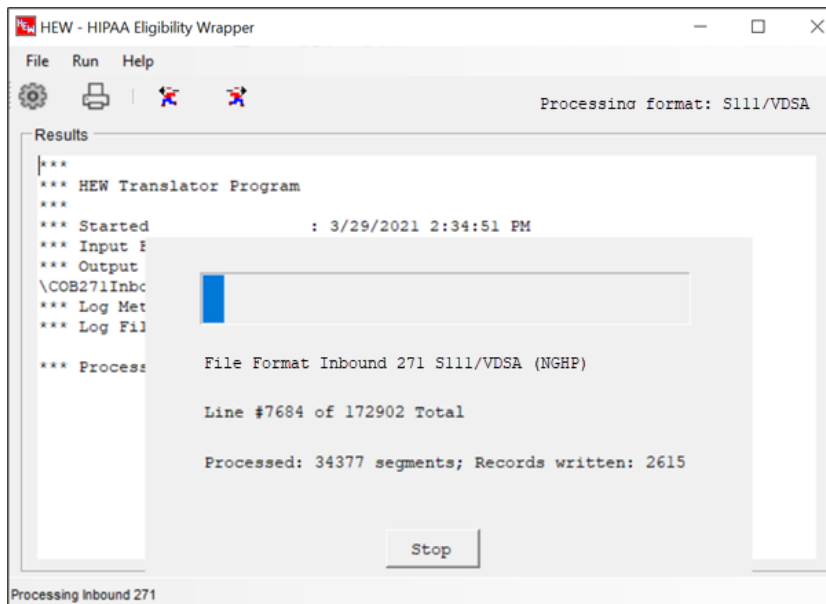 HEW - HIPAA Eligibility Wrapper
File Run Help
Processing format: S111/VDSA
Results
***
*** HEW Translator Program
***
*** Started : 3/29/2021 2:34:51 PM
*** Input
*** Output
\COB271Inbo
*** Log Met
*** Log Fil
*** Process
File Format Inbound 271 S111/VDSA (NGHP)
Line #7684 of 172902 Total
Processed: 34377 segments; Records written: 2615
Stop
Processing Inbound 271